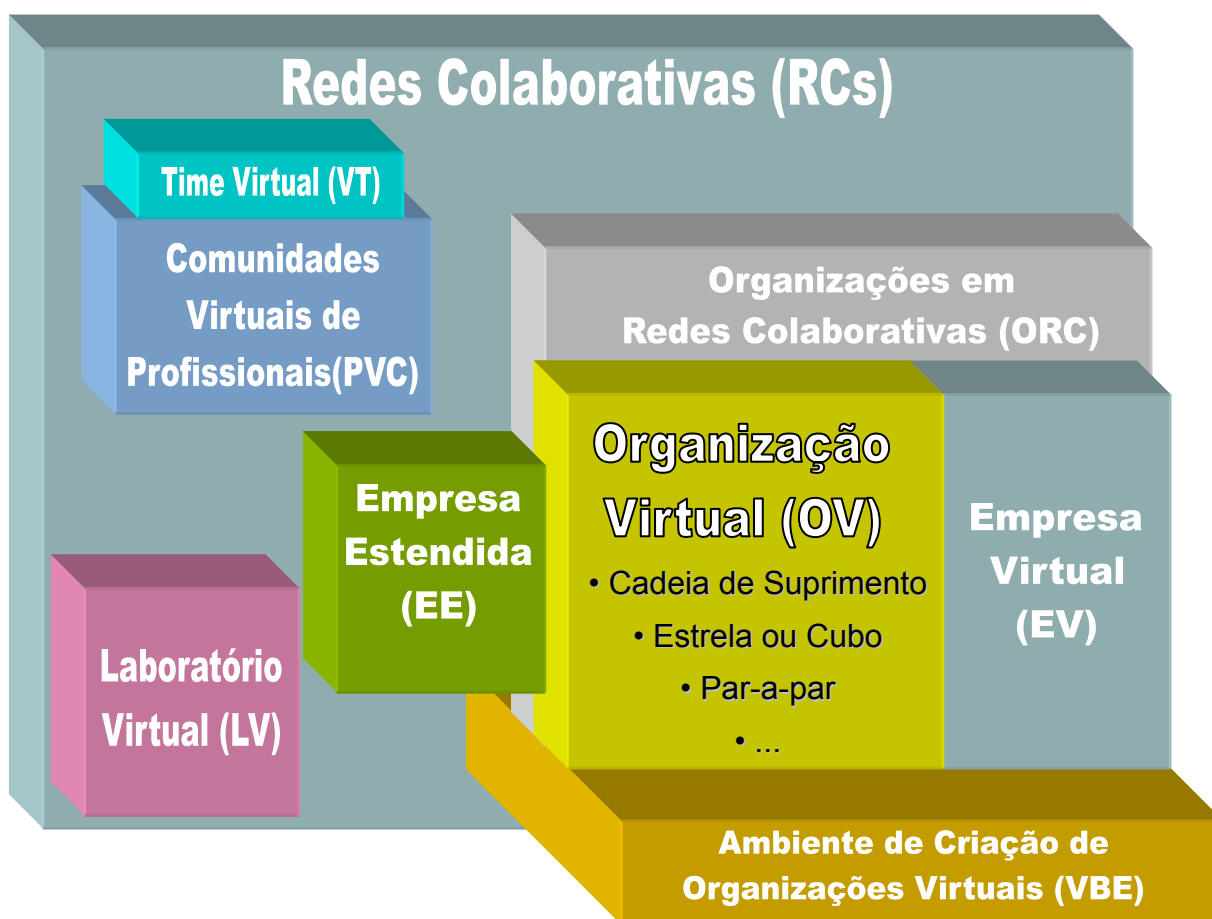 Redes Colaborativas (RCs)
Time Virtual (VT)
Comunidades
Virtuais de
Profissionais(PVC)
Organizações em
Redes Colaborativas (ORC)
Organização
Virtual (OV)
• Cadeia de Suprimento
• Estrela ou Cubo
• Par-a-par
• ...
Empresa
Virtual
(EV)
Empresa
Estendida
(EE)
Laboratório
Virtual (LV)
Ambiente de Criação de
Organizações Virtuais (VBE)